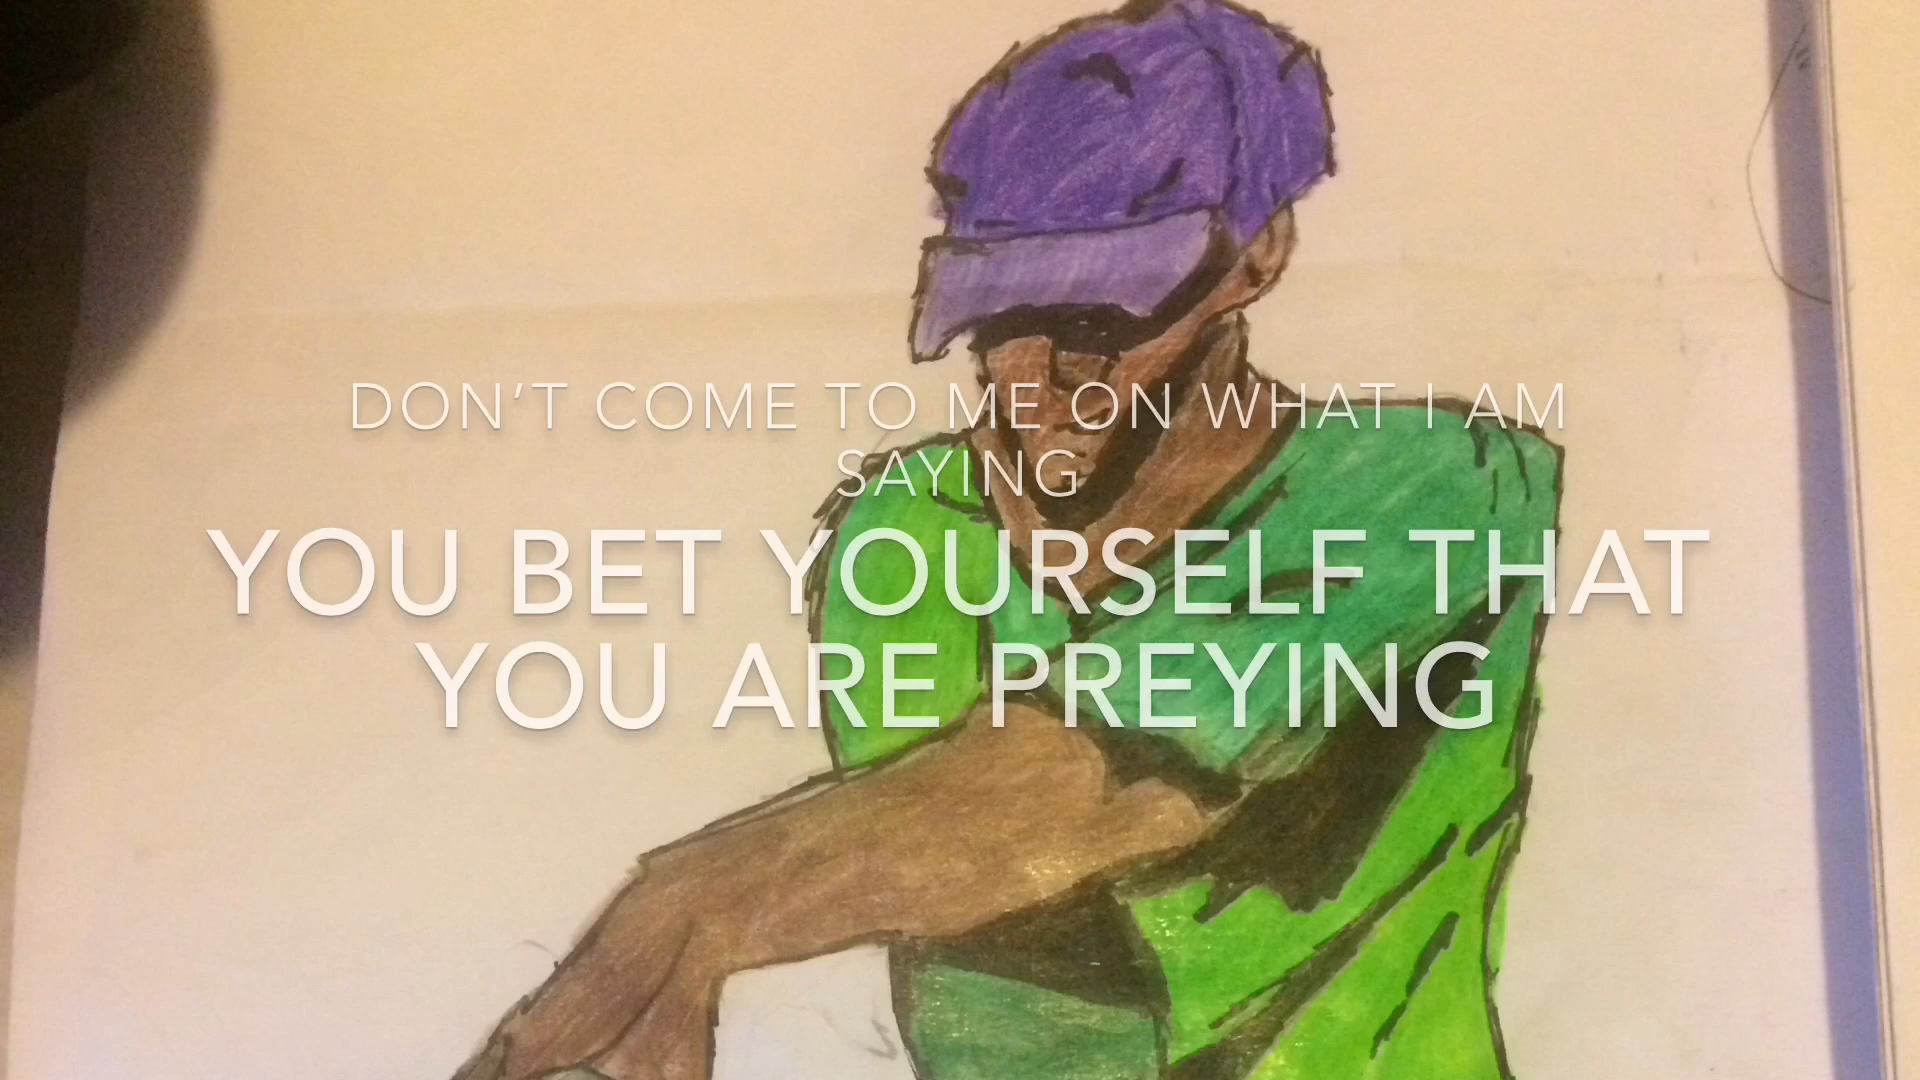 DON'T COME TO ME ON WHAT I AM
SAYING
YOU BET YOURSELF THAT
YOU ARE PREYING